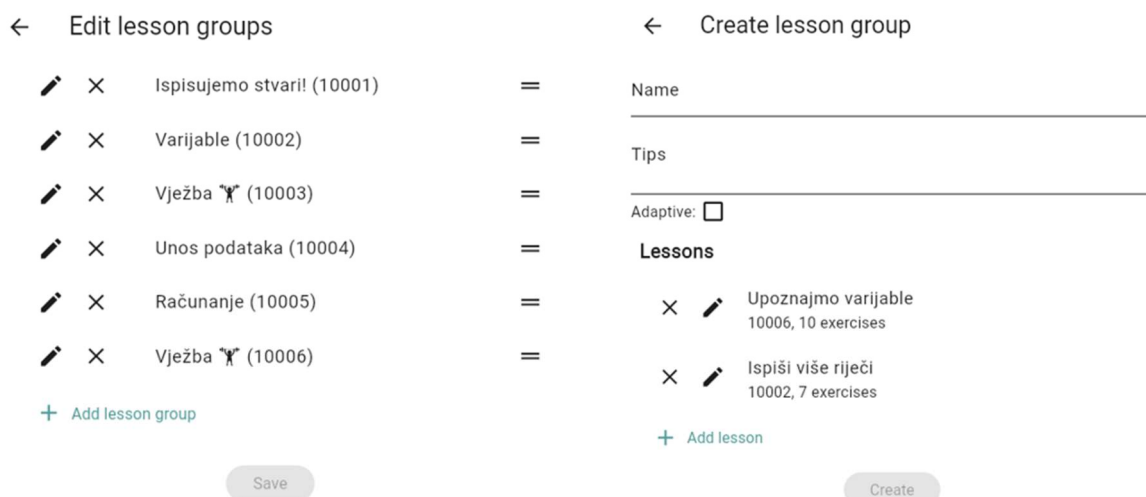 Edit lesson groups
Ispisujemo stvari! (10001)
Varijable (10002)
Vježba 🏋 (10003)
Unos podataka (10004)
Računanje (10005)
Vježba 🏋 (10006)
Add lesson group
Save
Create lesson group
Name
Tips
Adaptive:
Lessons
Upoznajmo varijable
10006, 10 exercises
Ispiši više riječi
10002, 7 exercises
Add lesson
Create